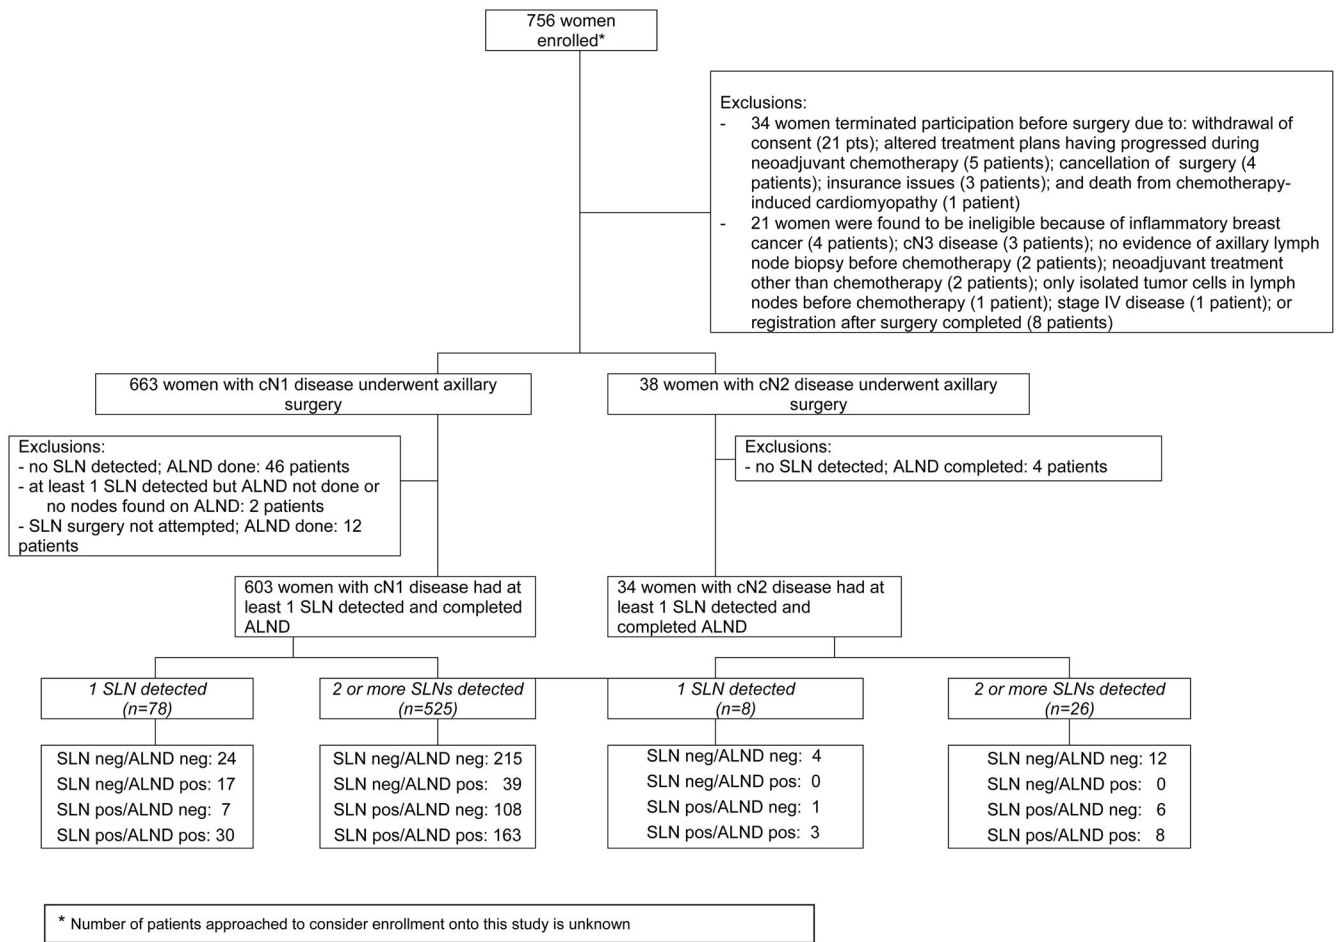 756 women
enrolled*
Exclusions:
- 34 women terminated participation before surgery due to: withdrawal of
consent (21 pts); altered treatment plans having progressed during
neoadjuvant chemotherapy (5 patients); cancellation of surgery (4
patients); insurance issues (3 patients); and death from chemotherapy-
induced cardiomyopathy (1 patient)
- 21 women were found to be ineligible because of inflammatory breast
cancer (4 patients); cN3 disease (3 patients); no evidence of axillary lymph
node biopsy before chemotherapy (2 patients); neoadjuvant treatment
other than chemotherapy (2 patients); only isolated tumor cells in lymph
nodes before chemotherapy (1 patient); stage IV disease (1 patient); or
registration after surgery completed (8 patients)
663 women with cN1 disease underwent axillary
surgery
38 women with cN2 disease underwent axillary
surgery
Exclusions:
- no SLN detected; ALND done: 46 patients
- at least 1 SLN detected but ALND not done or
no nodes found on ALND: 2 patients
- SLN surgery not attempted; ALND done: 12
patients
Exclusions:
- no SLN detected; ALND completed: 4 patients
603 women with cN1 disease had at
least 1 SLN detected and completed
ALND
34 women with cN2 disease had at
least 1 SLN detected and
completed ALND
1 SLN detected
(n=78)
2 or more SLNs detected
(n=525)
1 SLN detected
(n=8)
2 or more SLNs detected
(n=26)
SLN neg/ALND neg: 24
SLN neg/ALND pos: 17
SLN pos/ALND neg: 7
SLN pos/ALND pos: 30
SLN neg/ALND neg: 215
SLN neg/ALND pos: 39
SLN pos/ALND neg: 108
SLN pos/ALND pos: 163
SLN neg/ALND neg: 4
SLN neg/ALND pos: 0
SLN pos/ALND neg: 1
SLN pos/ALND pos: 3
SLN neg/ALND neg: 12
SLN neg/ALND pos: 0
SLN pos/ALND neg: 6
SLN pos/ALND pos: 8
* Number of patients approached to consider enrollment onto this study is unknown